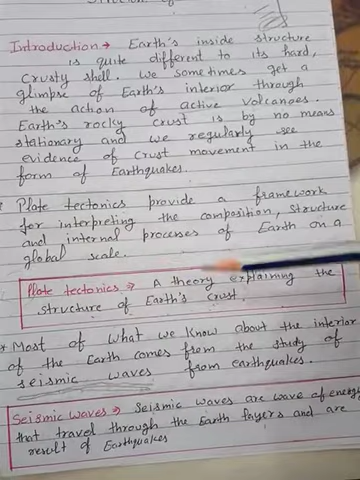 Introduction → Earth's inside structure
is quite different to its hard,
crusty shell. We sometimes get a
glimpse of Earth's interior through
the action of active volcanoes.
Earth's rocky crust is by no means
stationary and we regularly see
evidence of crust movement in the
form of Earthquakes.
Plate tectonics provide a framework
for interpreting the composition, structure
and internal processes of Earth on a
global scale.
Plate tectonics → A theory explaining the
structure of Earth's crust.
* Most of what we know about the interior
of the Earth comes from the study of
seismic waves from earthquakes.
Seismic waves → Seismic waves are wave of energy
that travel through the Earth layers and are
result of Earthquakes